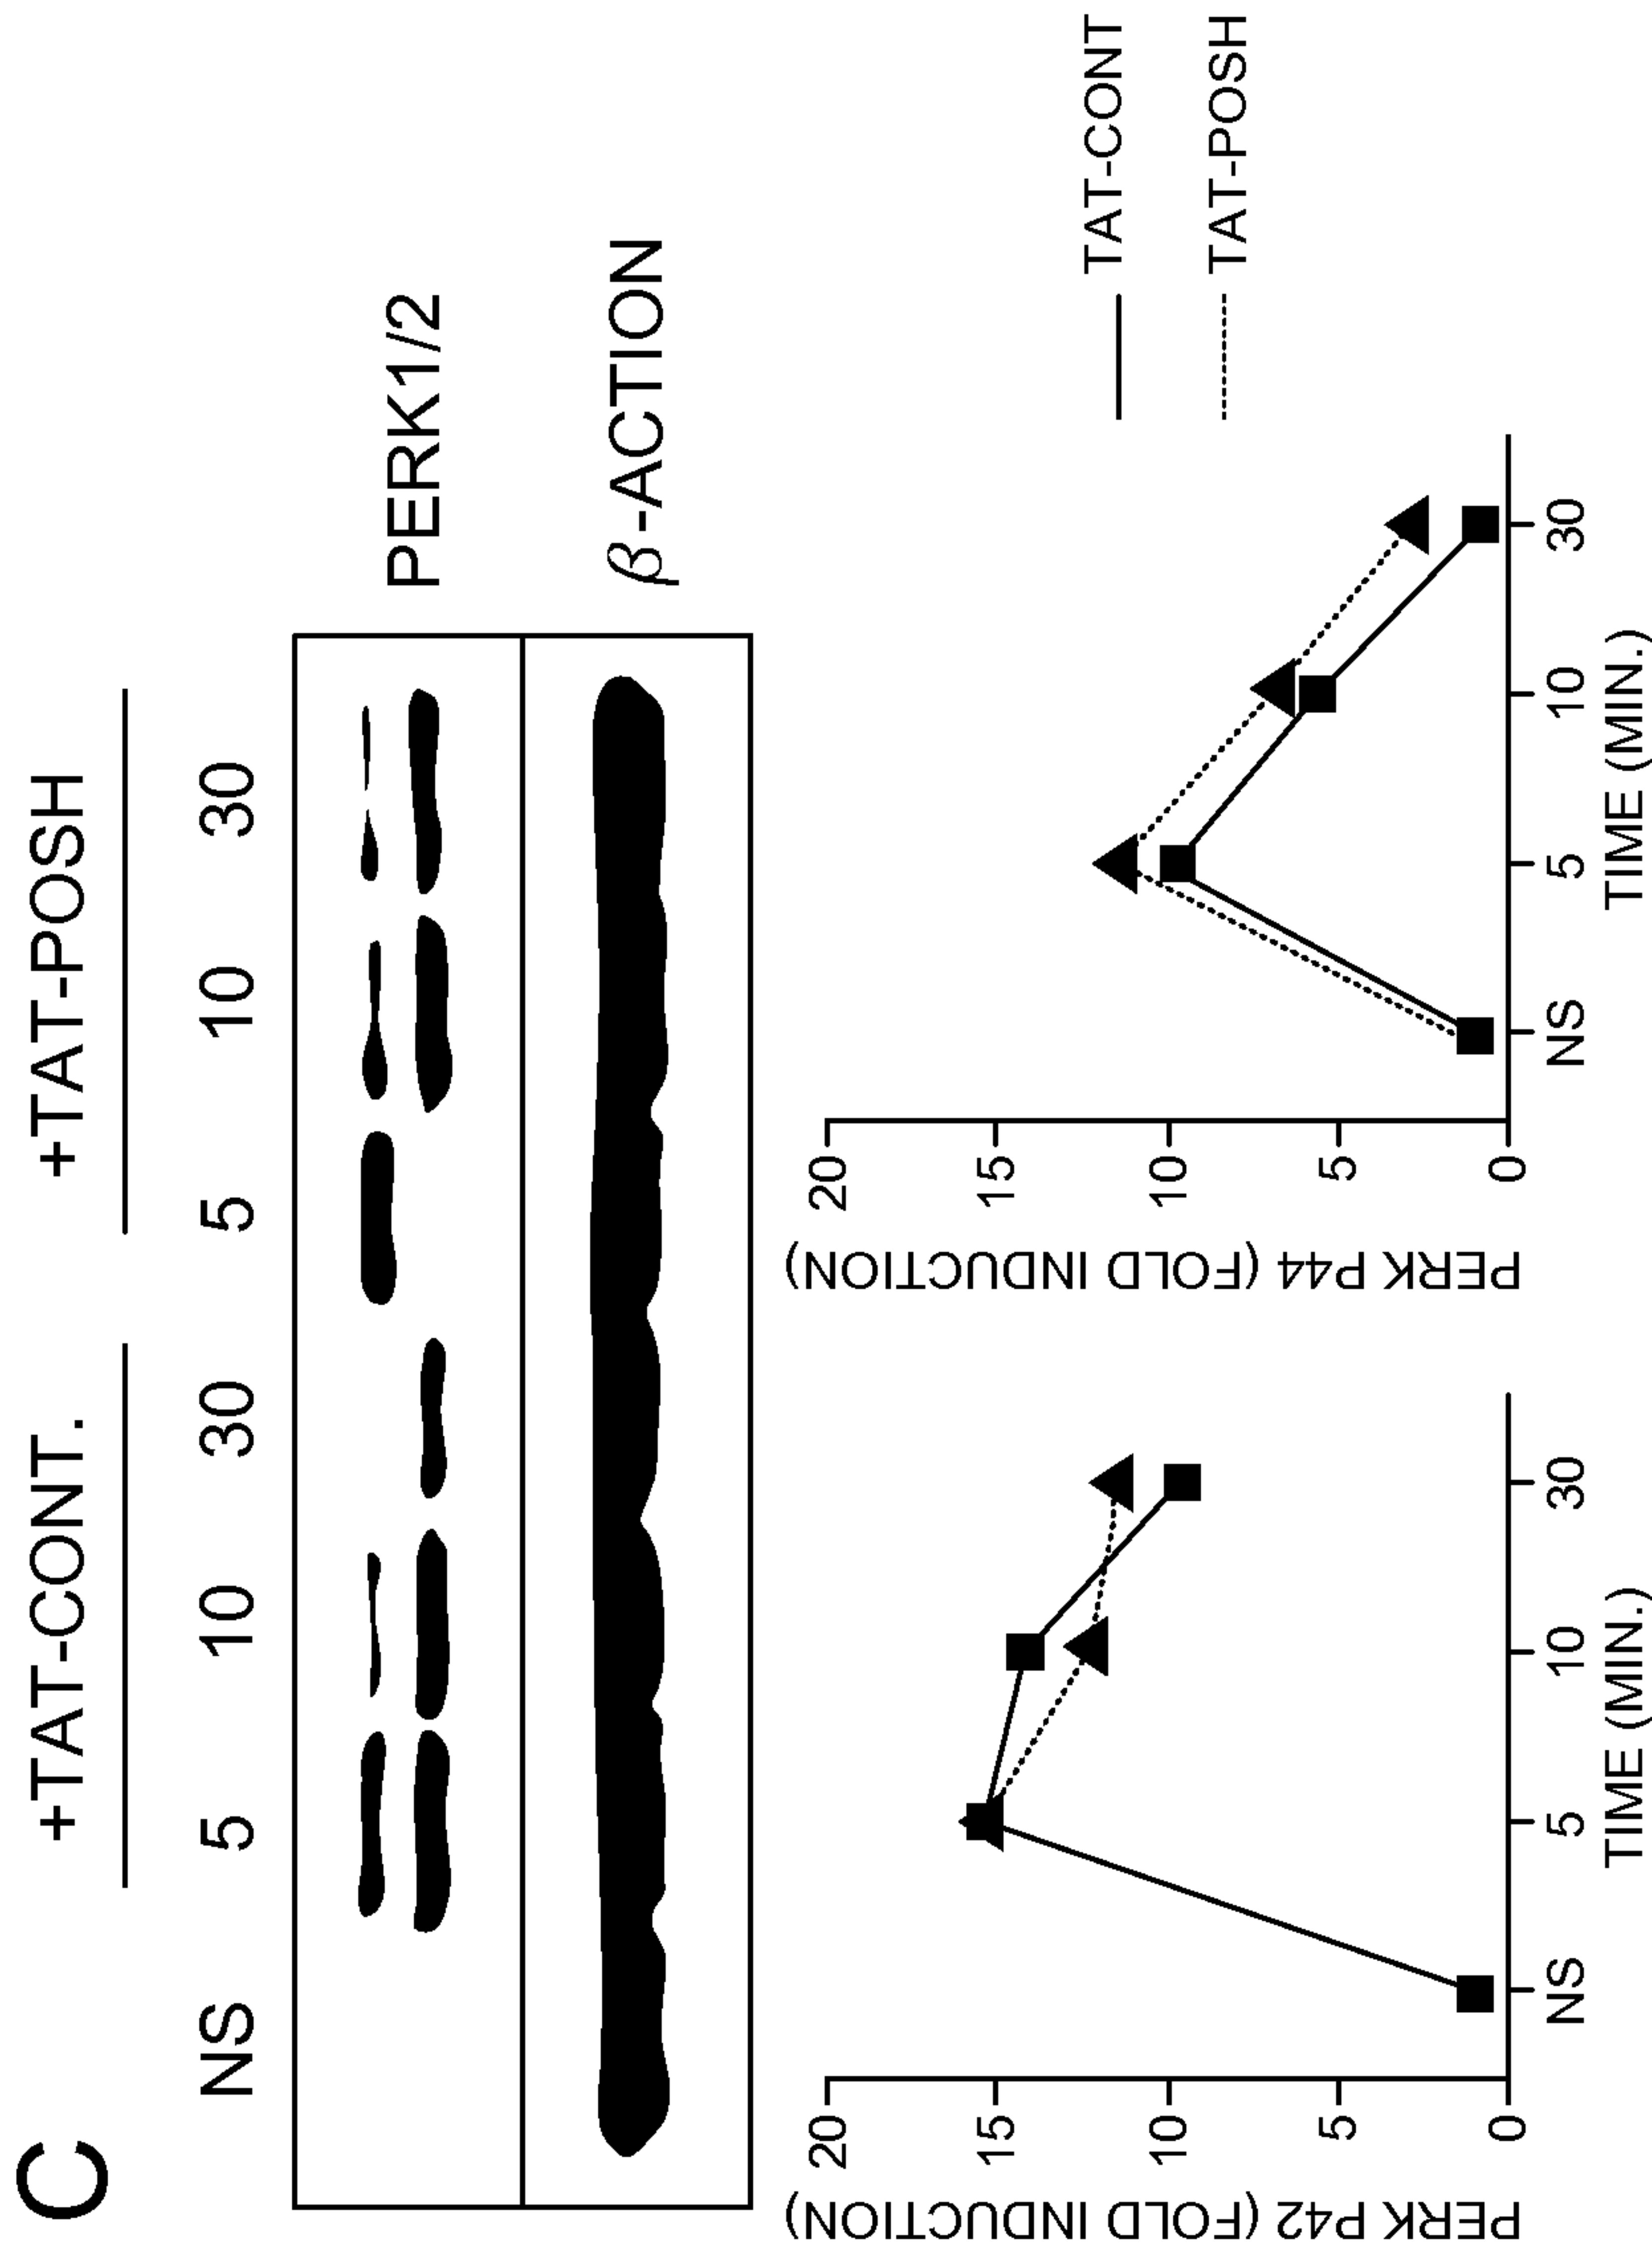 C
+TAT-CONT. +TAT-POSH
NS 5 10 30 5 10 30
PERK1/2
β-ACTION
PERK P42 (FOLD INDUCTION)
20
15
10
5
0
NS 5 10 30
TIME (MIN.)
PERK P44 (FOLD INDUCTION)
20
15
10
5
0
NS 5 10 30
TIME (MIN.)
TAT-CONT
TAT-POSH